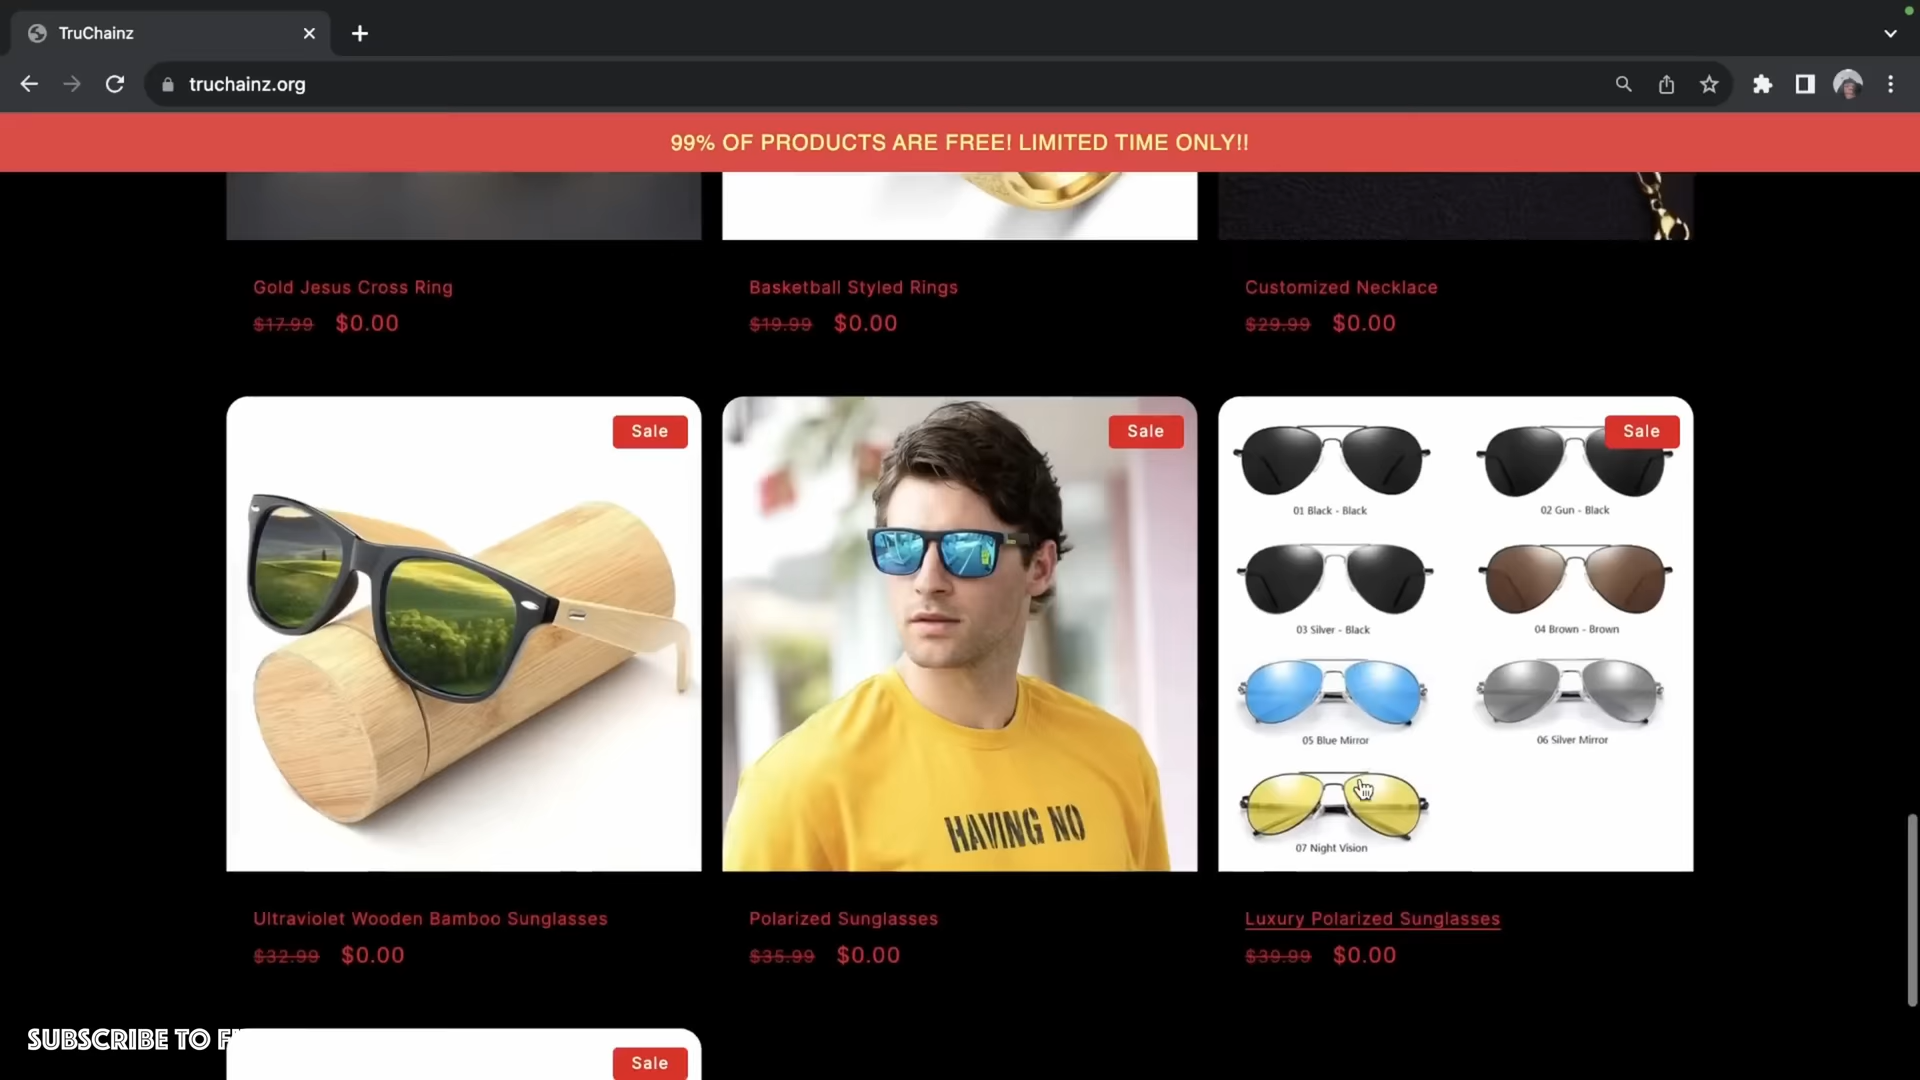 TruChainz
truchainz.org
99% OF PRODUCTS ARE FREE! LIMITED TIME ONLY!!
Gold Jesus Cross Ring
$17.99 $0.00
Basketball Styled Rings
$19.99 $0.00
Customized Necklace
$29.99 $0.00
Sale
Sale
HAVING NO
Sale
01 Black - Black
02 Gun - Black
03 Silver - Black
04 Brown - Brown
05 Blue Mirror
06 Silver Mirror
07 Night Vision
Ultraviolet Wooden Bamboo Sunglasses
$32.99 $0.00
Polarized Sunglasses
$35.99 $0.00
Luxury Polarized Sunglasses
$39.99 $0.00
SUBSCRIBE TO
Sale